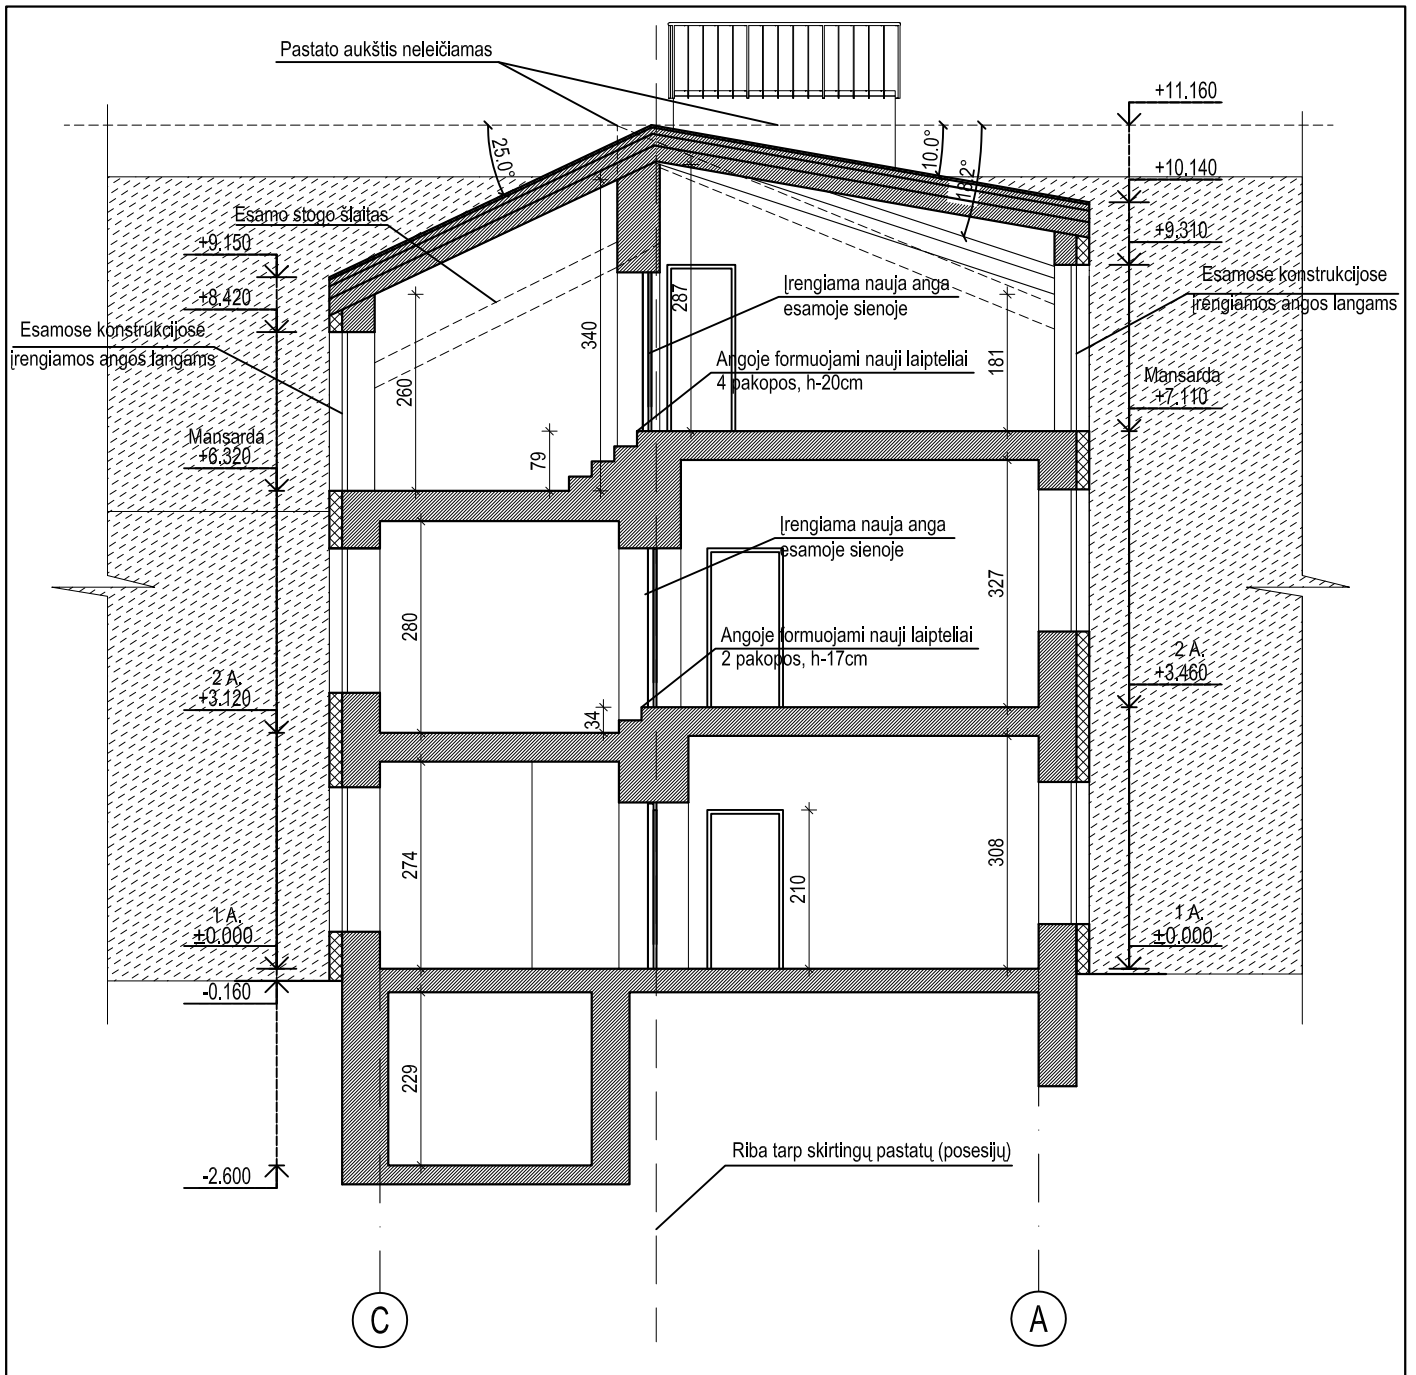 Pastato aukštis neleičiamas
+11.160
25.0°
10.0°
18.2°
+10.140
Esamo stogo šlaitas
+9.150
+9.310
Esamose konstrukcijose
įrengiamos angos langams
+8.420
Esamose konstrukcijose
įrengiamos angos langams
Įrengiama nauja anga
esamoje sienoje
287
340
260
181
Angoje formuojami nauji laipteliai
4 pakopos, h-20cm
Mansarda
+7.110
Mansarda
+6.320
79
Įrengiama nauja anga
esamoje sienoje
280
327
Angoje formuojami nauji laipteliai
2 pakopos, h-17cm
2 A.
+3.120
2 A.
+3.460
34
274
210
308
1 A.
±0.000
1 A.
±0.000
-0.160
229
Riba tarp skirtingų pastatų (posesijų)
-2.600
C
A